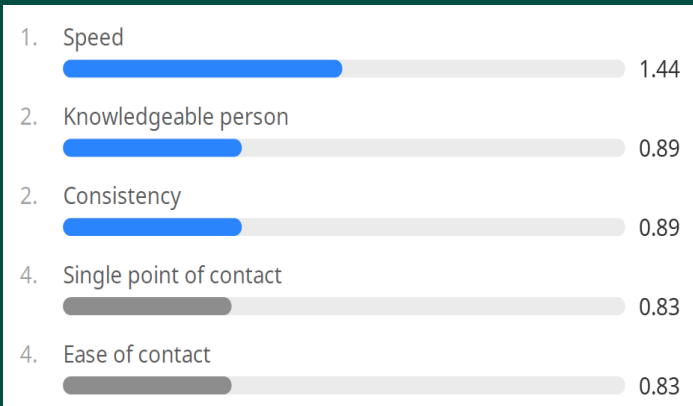 1. Speed
1.44
2. Knowledgeable person
0.89
2. Consistency
0.89
4. Single point of contact
0.83
4. Ease of contact
0.83